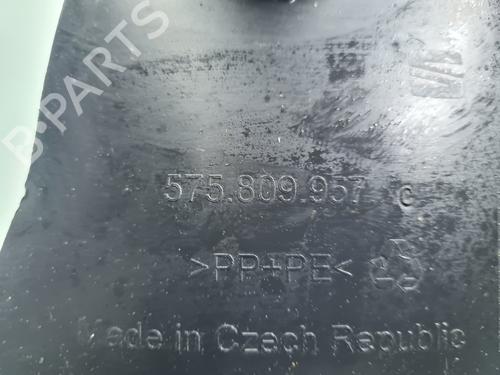 B-PARTS
575.809.957 C
>PP+PE<
Made in Czech Republic